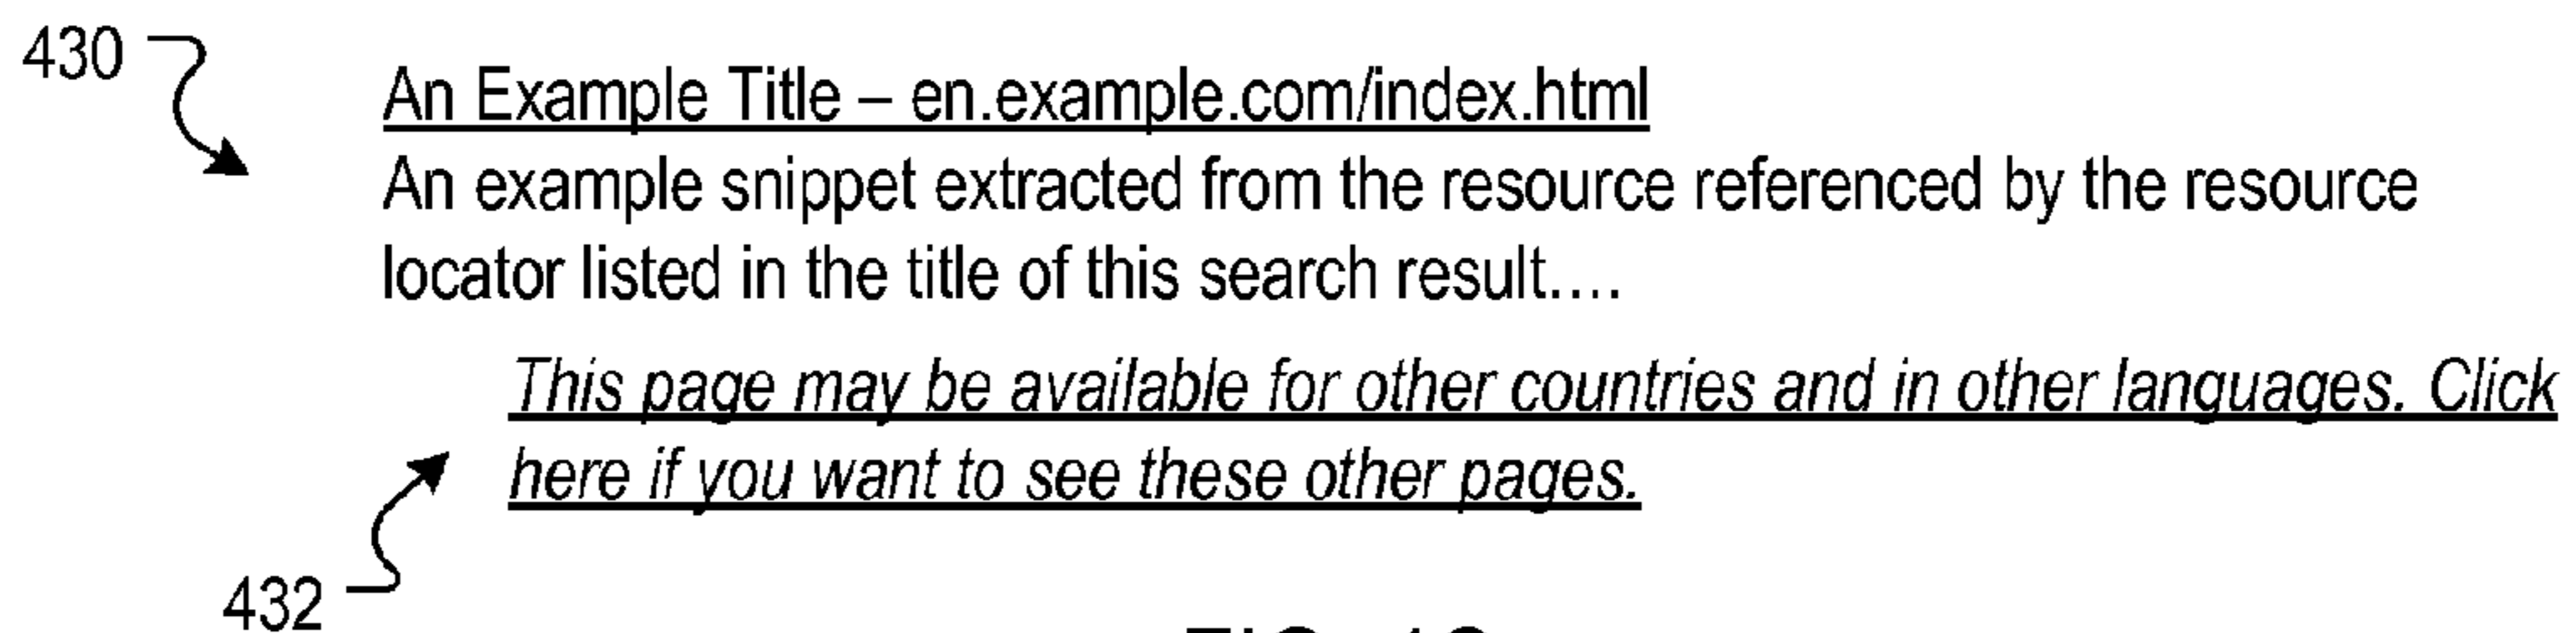 430
An Example Title – en.example.com/index.html
An example snippet extracted from the resource referenced by the resource
locator listed in the title of this search result....
This page may be available for other countries and in other languages. Click
here if you want to see these other pages.
432